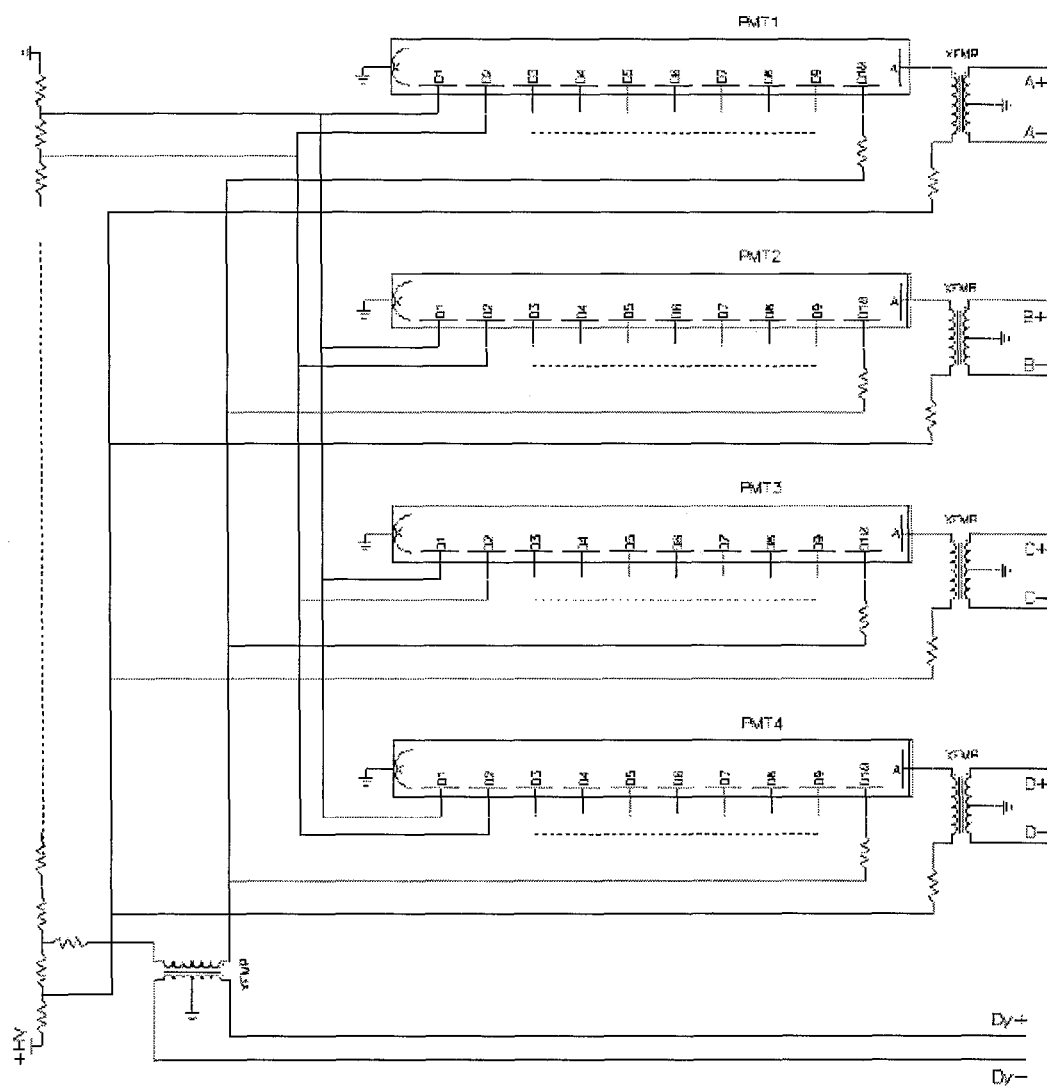 PMT1
XFMR
K D1 D2 D3 D4 D5 D6 D7 D8 D9 D10 A
A+
A-
PMT2
XFMR
K D1 D2 D3 D4 D5 D6 D7 D8 D9 D10 A
B+
B-
PMT3
XFMR
K D1 D2 D3 D4 D5 D6 D7 D8 D9 D10 A
C+
D-
PMT4
XFMR
K D1 D2 D3 D4 D5 D6 D7 D8 D9 D10 A
D+
D-
XFMR
+HV
Dy+
Dy-